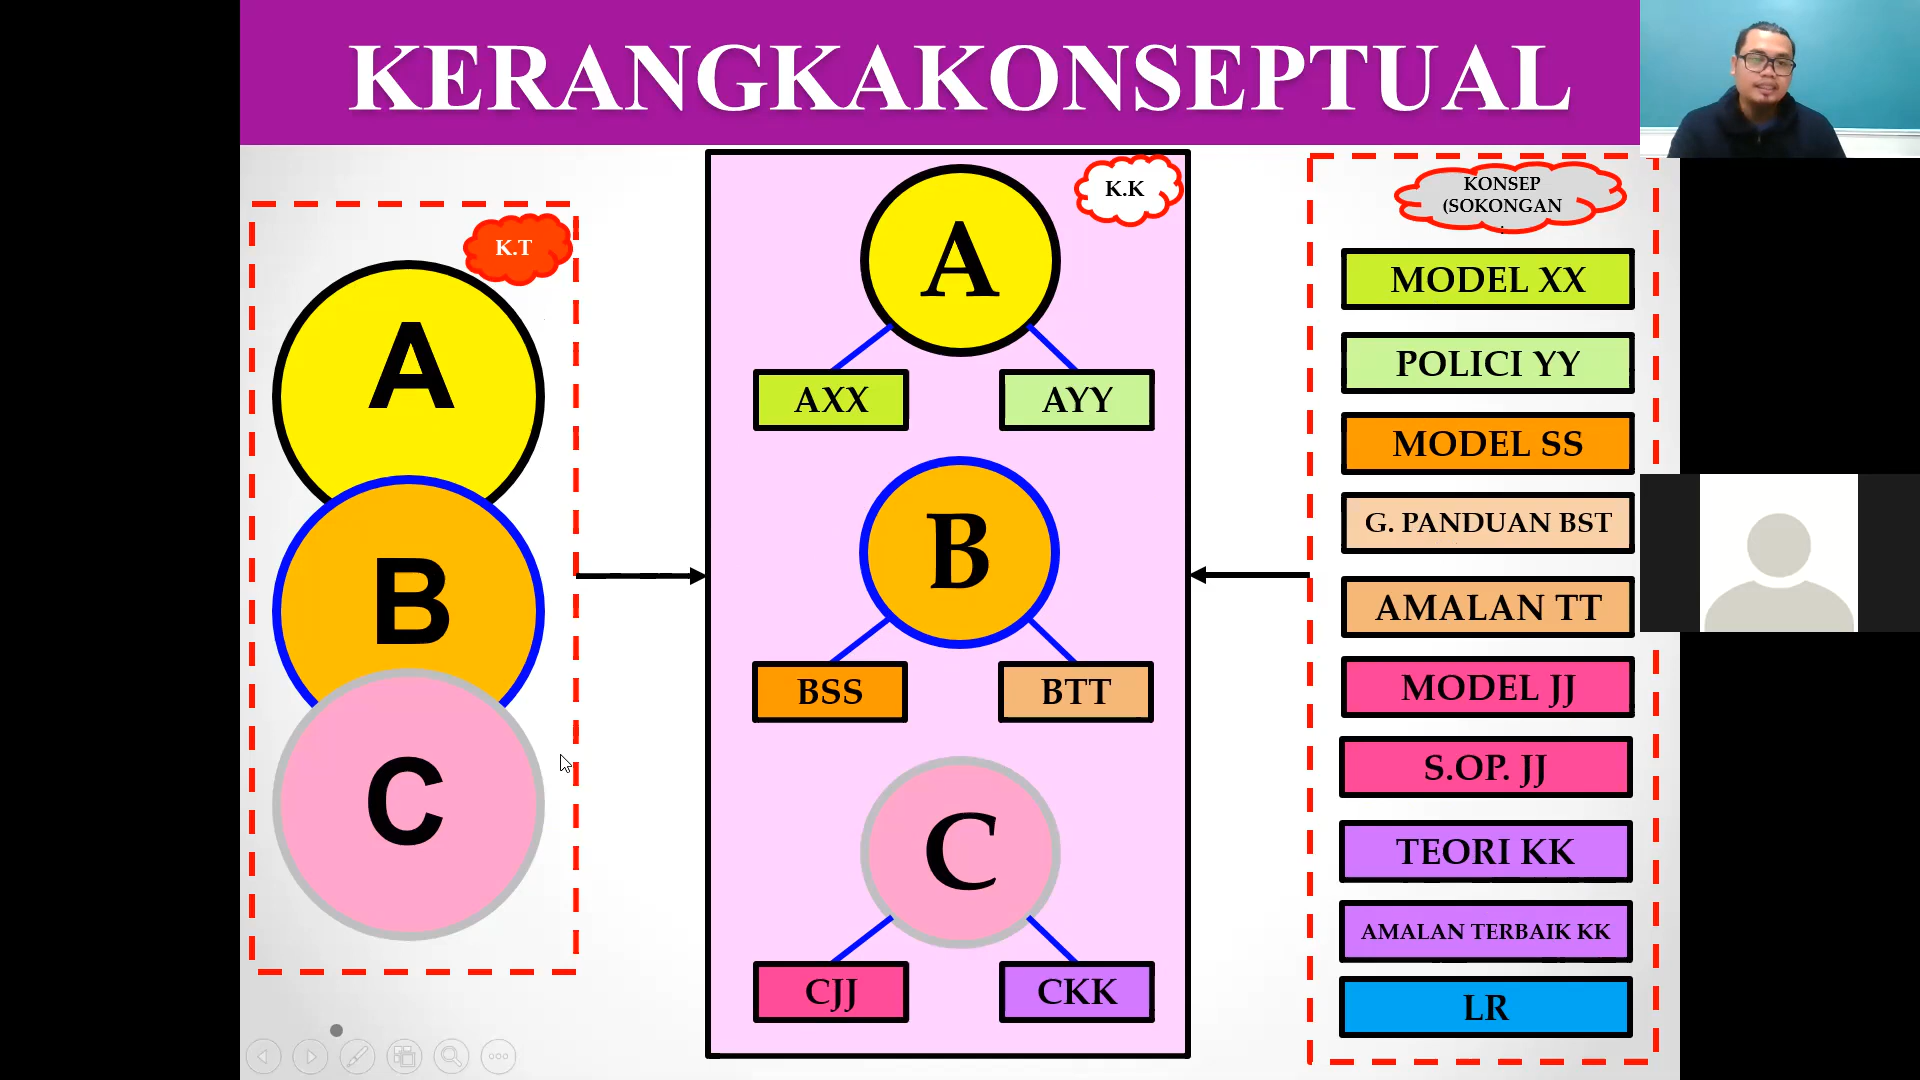 KERANGKAKONSEPTUAL
K.T
A
B
C
K.K
A
AXX
AYY
B
BSS
BTT
C
CJJ
CKK
KONSEP
(SOKONGAN
MODEL XX
POLICI YY
MODEL SS
G. PANDUAN BST
AMALAN TT
MODEL JJ
S.OP. JJ
TEORI KK
AMALAN TERBAIK KK
LR